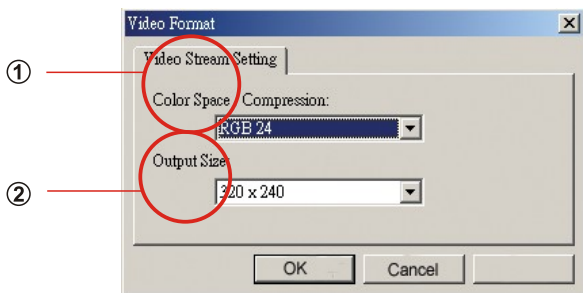 Video Format
Video Stream Setting
①
Color Space / Compression:
RGB 24
Output Size:
②
320 x 240
OK Cancel